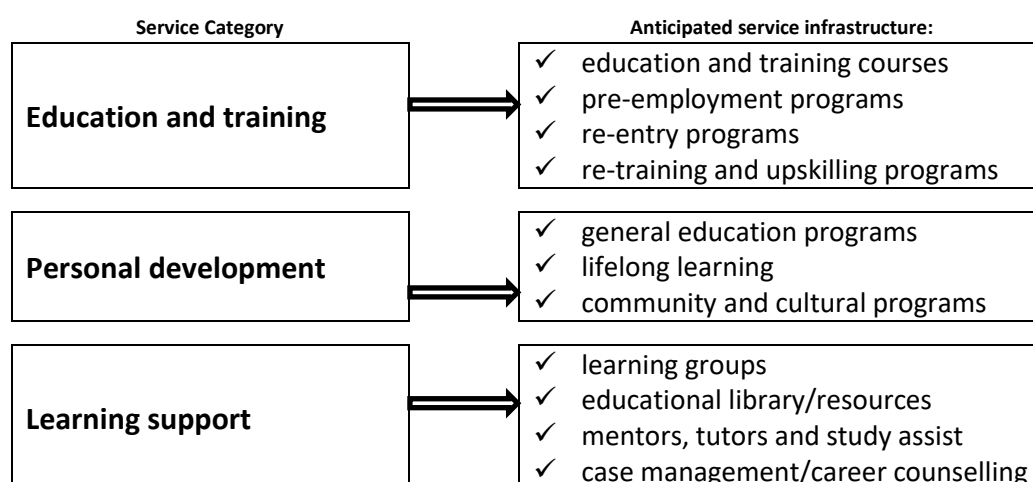 Service Category
Anticipated service infrastructure:
Education and training
✓ education and training courses
✓ pre-employment programs
✓ re-entry programs
✓ re-training and upskilling programs
Personal development
✓ general education programs
✓ lifelong learning
✓ community and cultural programs
Learning support
✓ learning groups
✓ educational library/resources
✓ mentors, tutors and study assist
✓ case management/career counselling